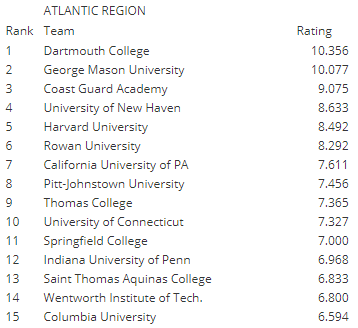 ATLANTIC REGION
Rank Team Rating
1 Dartmouth College 10.356
2 George Mason University 10.077
3 Coast Guard Academy 9.075
4 University of New Haven 8.633
5 Harvard University 8.492
6 Rowan University 8.292
7 California University of PA 7.611
8 Pitt-Johnstown University 7.456
9 Thomas College 7.365
10 University of Connecticut 7.327
11 Springfield College 7.000
12 Indiana University of Penn 6.968
13 Saint Thomas Aquinas College 6.833
14 Wentworth Institute of Tech. 6.800
15 Columbia University 6.594